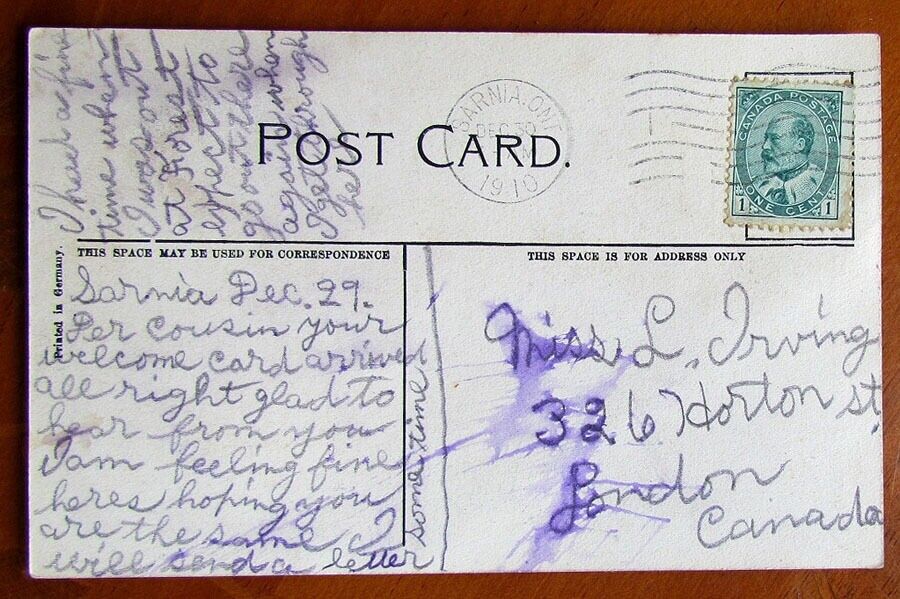 I had a fine
time when
I was out
at Forest
expect to
go out there
again when
I get through
her
POST CARD.
SARNIA, ONT
DEC 30
1910
CANADA POSTAGE
1 1
ONE CENT
Printed in Germany.
THIS SPACE MAY BE USED FOR CORRESPONDENCE
Sarnia Dec. 29.
Per cousin your
welcome card arrived
all right glad to
hear from you
I am feeling fine
heres hoping you
are the same I
will send a letter
some time
THIS SPACE IS FOR ADDRESS ONLY
Miss L. Irving
326 Horton st.
London
Canada